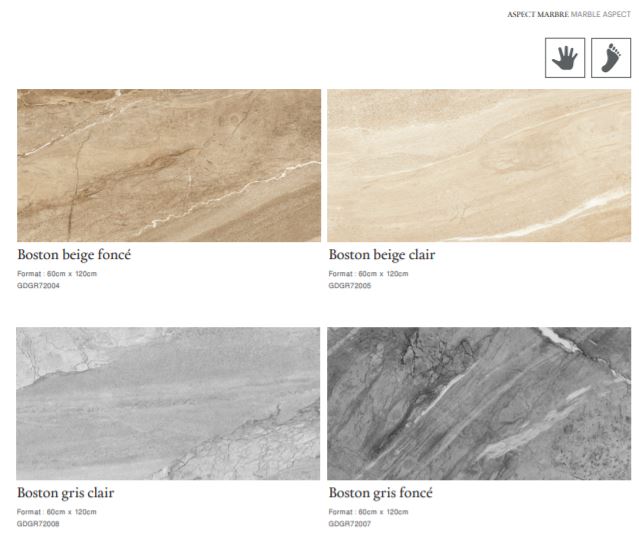 ASPECT MARBRE MARBLE ASPECT
Boston beige foncé
Format : 60cm x 120cm
GDGR72004
Boston beige clair
Format : 60cm x 120cm
GDGR72005
Boston gris clair
Format : 60cm x 120cm
GDGR72008
Boston gris foncé
Format : 60cm x 120cm
GDGR72007